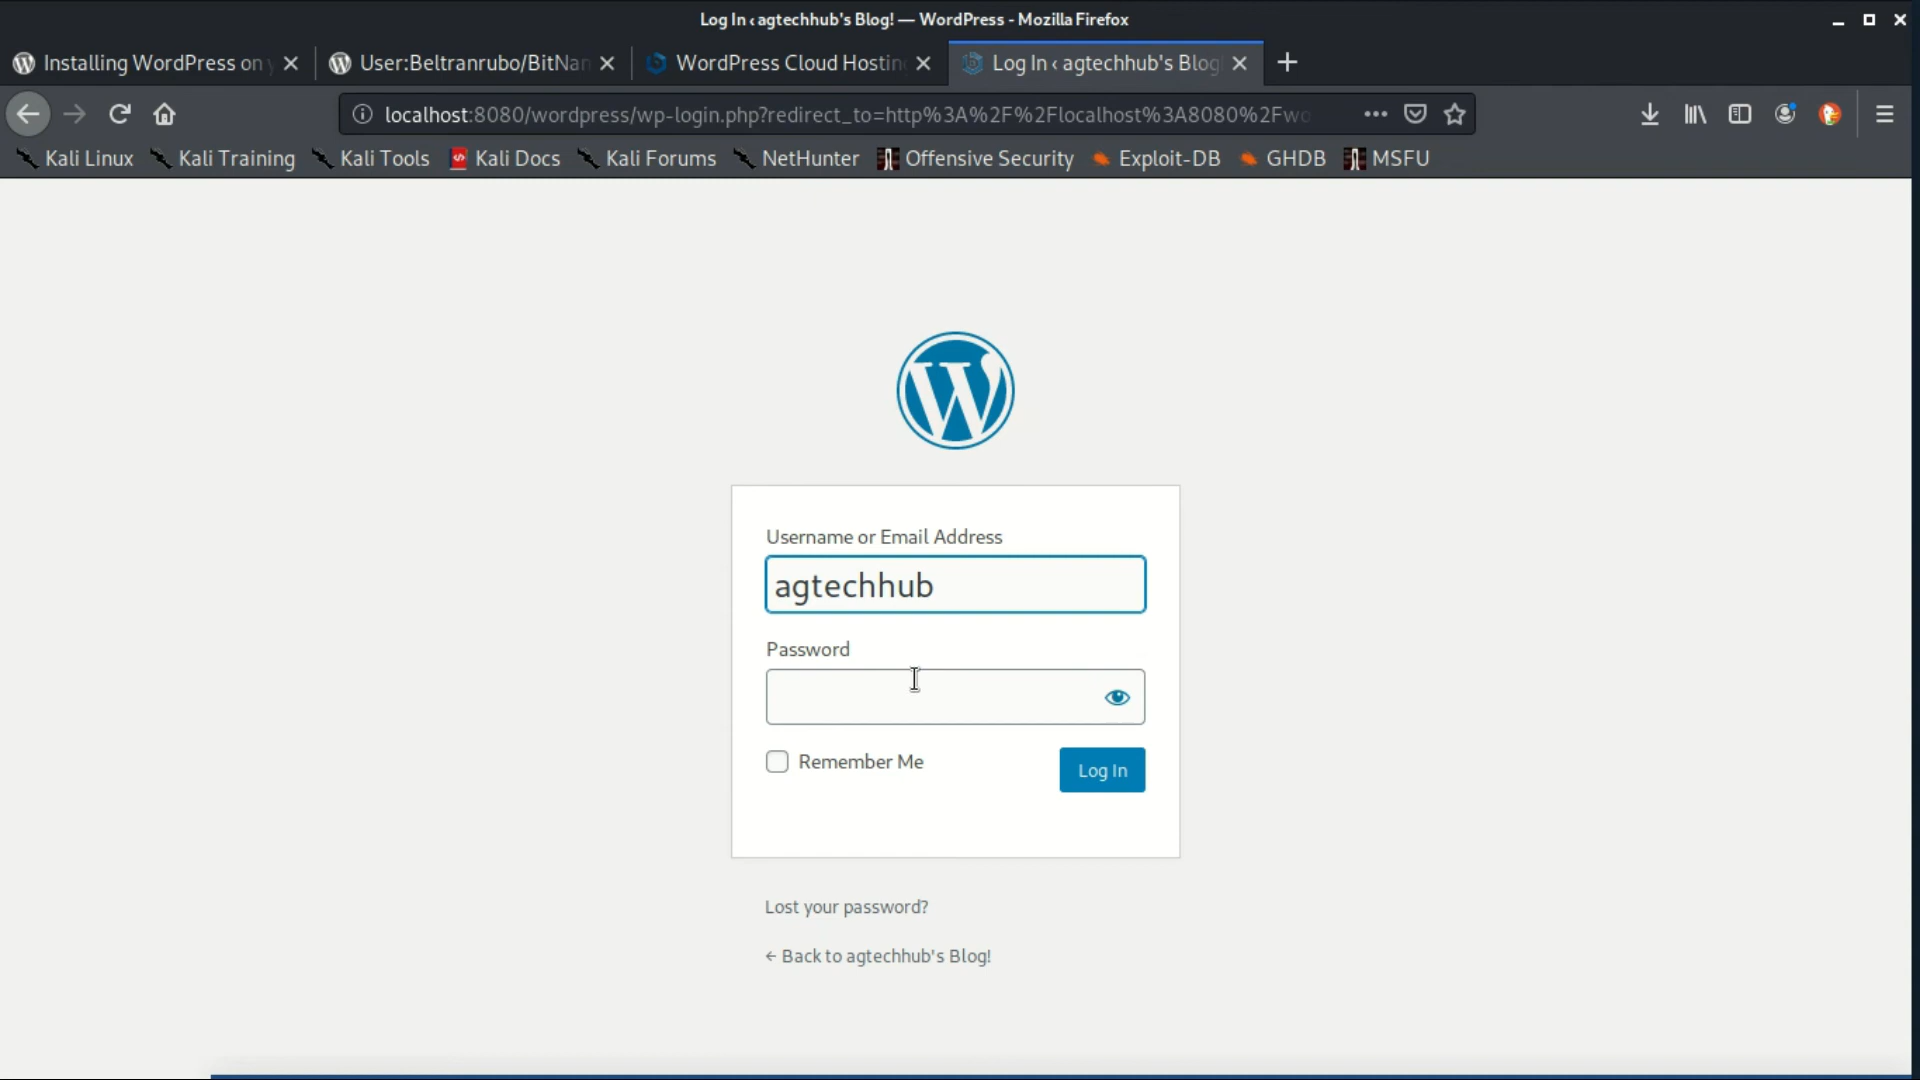 Log In ‹ agtechhub's Blog! — WordPress - Mozilla Firefox
Installing WordPress on
User:Beltranrubo/BitNan
WordPress Cloud Hostin
Log In ‹ agtechhub's Blog
localhost:8080/wordpress/wp-login.php?redirect_to=http%3A%2F%2Flocalhost%3A8080%2Fwo
Kali Linux
Kali Training
Kali Tools
Kali Docs
Kali Forums
NetHunter
Offensive Security
Exploit-DB
GHDB
MSFU
Username or Email Address
agtechhub
Password
Remember Me
Log In
Lost your password?
← Back to agtechhub's Blog!